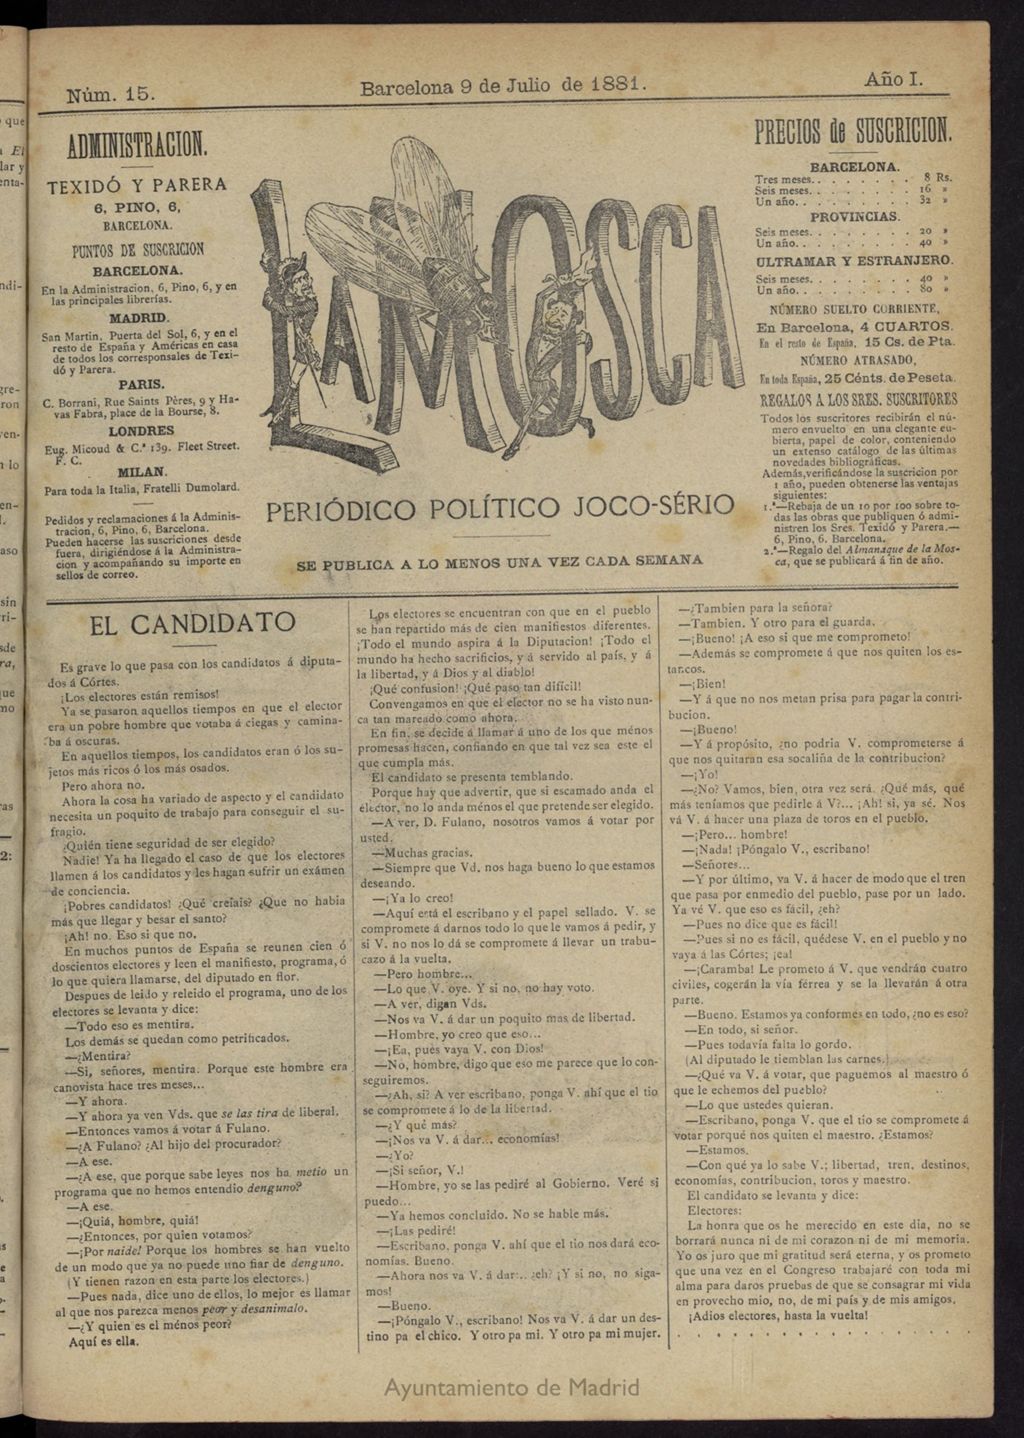 Núm. 15.
Barcelona 9 de Julio de 1881.
Año I.
ADMINISTRACION.
TEXIDÓ Y PARERA
6, PINO, 6,
BARCELONA.
PUNTOS DE SUSCRICION
BARCELONA.
En la Administracion, 6, Pino, 6, y en
las principales librerías.
MADRID.
San Martin, Puerta del Sol, 6, y en el
resto de España y Américas en casa
de todos los corresponsales de Texi-
dó y Parera.
PARIS.
C. Borrani, Rue Saints Pères, 9 y Ha-
vas Fabra, place de la Bourse, 8.
LONDRES
Eug. Micoud & C.ª 139. Fleet Street.
F. C.
MILAN.
Para toda la Italia, Fratelli Dumolard.
Pedidos y reclamaciones á la Adminis-
tracion, 6, Pino, 6, Barcelona.
Pueden hacerse las suscriciones desde
fuera, dirigiéndose á la Administra-
cion y acompañando su importe en
sellos de correo.
LA MOSCA
PERIÓDICO POLÍTICO JOCO-SÉRIO
SE PUBLICA A LO MENOS UNA VEZ CADA SEMANA
PRECIOS de SUSCRICION.
BARCELONA.
Tres meses. . . . . . . . 8 Rs.
Seis meses. . . . . . . . 16 »
Un año. . . . . . . . . 32 »
PROVINCIAS.
Seis meses. . . . . . . . 20 »
Un año. . . . . . . . . 40 »
ULTRAMAR Y ESTRANJERO.
Seis meses. . . . . . . . 40 »
Un año. . . . . . . . . 80 »
NÚMERO SUELTO CORRIENTE,
En Barcelona, 4 CUARTOS.
En el resto de España, 15 Cs. de Pta.
NÚMERO ATRASADO,
En toda España, 25 Cénts. de Peseta.
REGALOS A LOS SRES. SUSCRITORES
Todos los suscritores recibirán el nú-
mero envuelto en una elegante cu-
bierta, papel de color, conteniendo
un extenso catálogo de las últimas
novedades bibliográficas.
Además, verificándose la suscricion por
1 año, pueden obtenerse las ventajas
siguientes:
1.ª—Rebaja de un 10 por 100 sobre to-
das las obras que publiquen ó admi-
nistren los Sres. Texidó y Parera.—
6, Pino, 6. Barcelona.
2.ª—Regalo del Almanaque de la Mos-
ca, que se publicará á fin de año.
EL CANDIDATO
Es grave lo que pasa con los candidatos á diputa-
dos á Córtes.
¡Los electores están remisos!
Ya se pasaron aquellos tiempos en que el elector
era un pobre hombre que votaba á ciegas y camina-
ba á oscuras.
En aquellos tiempos, los candidatos eran ó los su-
jetos más ricos ó los más osados.
Pero ahora no.
Ahora la cosa ha variado de aspecto y el candidato
necesita un poquito de trabajo para conseguir el su-
fragio.
¿Quién tiene seguridad de ser elegido?
Nadie! Ya ha llegado el caso de que los electores
llamen á los candidatos y les hagan sufrir un exámen
de conciencia.
¡Pobres candidatos! ¿Qué creiais? ¿Que no habia
más que llegar y besar el santo?
¡Ah! no. Eso si que no.
En muchos puntos de España se reunen cien ó
doscientos electores y leen el manifiesto, programa, ó
lo que quiera llamarse, del diputado en flor.
Despues de leido y releido el programa, uno de los
electores se levanta y dice:
—Todo eso es mentira.
Los demás se quedan como petrificados.
—¿Mentira?
—Si, señores, mentira. Porque este hombre era
canovista hace tres meses...
—Y ahora.
—Y ahora ya ven Vds. que se las tira de liberal.
—Entonces vamos á votar á Fulano.
—¿A Fulano? ¿Al hijo del procurador?
—A ese.
—¿A ese, que porque sabe leyes nos ha metio un
programa que no hemos entendio denguno?
—A ese.
—¡Quiá, hombre, quiá!
—¿Entonces, por quien votamos?
—¡Por naide! Porque los hombres se han vuelto
de un modo que ya no puede uno fiar de denguno.
(Y tienen razon en esta parte los electores.)
—Pues nada, dice uno de ellos, lo mejor es llamar
al que nos parezca menos peor y desanimalo.
—¿Y quien es el ménos peor?
Aquí es ella.
Los electores se encuentran con que en el pueblo
se han repartido más de cien manifiestos diferentes.
¡Todo el mundo aspira á la Diputacion! ¡Todo el
mundo ha hecho sacrificios, y á servido al país, y á
la libertad, y á Dios y al diablo!
¡Qué confusion! ¡Qué paso tan difícil!
Convengamos en que el elector no se ha visto nun-
ca tan mareado como ahora.
En fin, se decide á llamar á uno de los que ménos
promesas hacen, confiando en que tal vez sea este el
que cumpla más.
El candidato se presenta temblando.
Porque hay que advertir, que si escamado anda el
elector, no lo anda ménos el que pretende ser elegido.
—A ver, D. Fulano, nosotros vamos á votar por
usted.
—Muchas gracias.
—Siempre que Vd. nos haga bueno lo que estamos
deseando.
—¡Ya lo creo!
—Aquí está el escribano y el papel sellado. V. se
compromete á darnos todo lo que le vamos á pedir, y
si V. no nos lo dá se compromete á llevar un trabu-
cazo á la vuelta.
—Pero hombre...
—Lo que V. oye. Y si no, no hay voto.
—A ver, digan Vds.
—Nos va V. á dar un poquito mas de libertad.
—Hombre, yo creo que eso...
—¡Ea, pues vaya V. con Dios!
—No, hombre, digo que eso me parece que lo con-
seguiremos.
—¿Ah, si? A ver escribano, ponga V. ahí que el tio
se compromete á lo de la libertad.
—¿Y qué más?
—¡Nos va V. á dar... economías!
—¿Yo?
—¡Si señor, V.!
—Hombre, yo se las pediré al Gobierno. Veré si
puedo...
—Ya hemos concluido. No se hable más.
—¡Las pediré!
—Escribano, ponga V. ahí que el tio nos dará eco-
nomías. Bueno.
—Ahora nos va V. á dar... ¿eh? ¡Y si no, no siga-
mos!
—Bueno.
—¡Póngalo V., escribano! Nos va V. á dar un des-
tino pa el chico. Y otro pa mi. Y otro pa mi mujer.
—¿Tambien para la señora?
—Tambien. Y otro para el guarda.
—¡Bueno! ¡A eso si que me comprometo!
—Además se compromete á que nos quiten los es-
tancos.
—¡Bien!
—Y á que no nos metan prisa para pagar la contri-
bucion.
—¡Bueno!
—Y á propósito, ¿no podria V. comprometerse á
que nos quitaran esa socaliña de la contribucion?
—¡Yo!
—¿No? Vamos, bien, otra vez será. ¿Qué más, qué
más teníamos que pedirle á V?... ¡Ah! si, ya sé. Nos
vá V. á hacer una plaza de toros en el pueblo.
—¡Pero... hombre!
—¡Nada! ¡Póngalo V., escribano!
—Señores...
—Y por último, va V. á hacer de modo que el tren
que pasa por enmedio del pueblo, pase por un lado.
Ya vé V. que eso es fácil, ¿eh?
—Pues no dice que es fácil!
—Pues si no es fácil, quédese V. en el pueblo y no
vaya á las Córtes; ¡ea!
—¡Caramba! Le prometo á V. que vendrán cuatro
civiles, cogerán la vía férrea y se la llevarán á otra
parte.
—Bueno. Estamos ya conformes en todo, ¿no es eso?
—En todo, si señor.
—Pues todavía falta lo gordo.
(Al diputado le tiemblan las carnes.)
—¿Qué va V. á votar, que paguemos al maestro ó
que le echemos del pueblo?
—Lo que ustedes quieran.
—Escribano, ponga V. que el tio se compromete á
votar porqué nos quiten el maestro. ¿Estamos?
—Estamos.
—Con qué ya lo sabe V.; libertad, tren, destinos,
economías, contribucion, toros y maestro.
El candidato se levanta y dice:
Electores:
La honra que os he merecido en este dia, no se
borrará nunca ni de mi corazon ni de mi memoria.
Yo os juro que mi gratitud será eterna, y os prometo
que una vez en el Congreso trabajaré con toda mi
alma para daros pruebas de que se consagrar mi vida
en provecho mio, no, de mi país y de mis amigos.
¡Adios electores, hasta la vuelta!
. . . . . . . . . . . . . . . . . . .
Ayuntamiento de Madrid